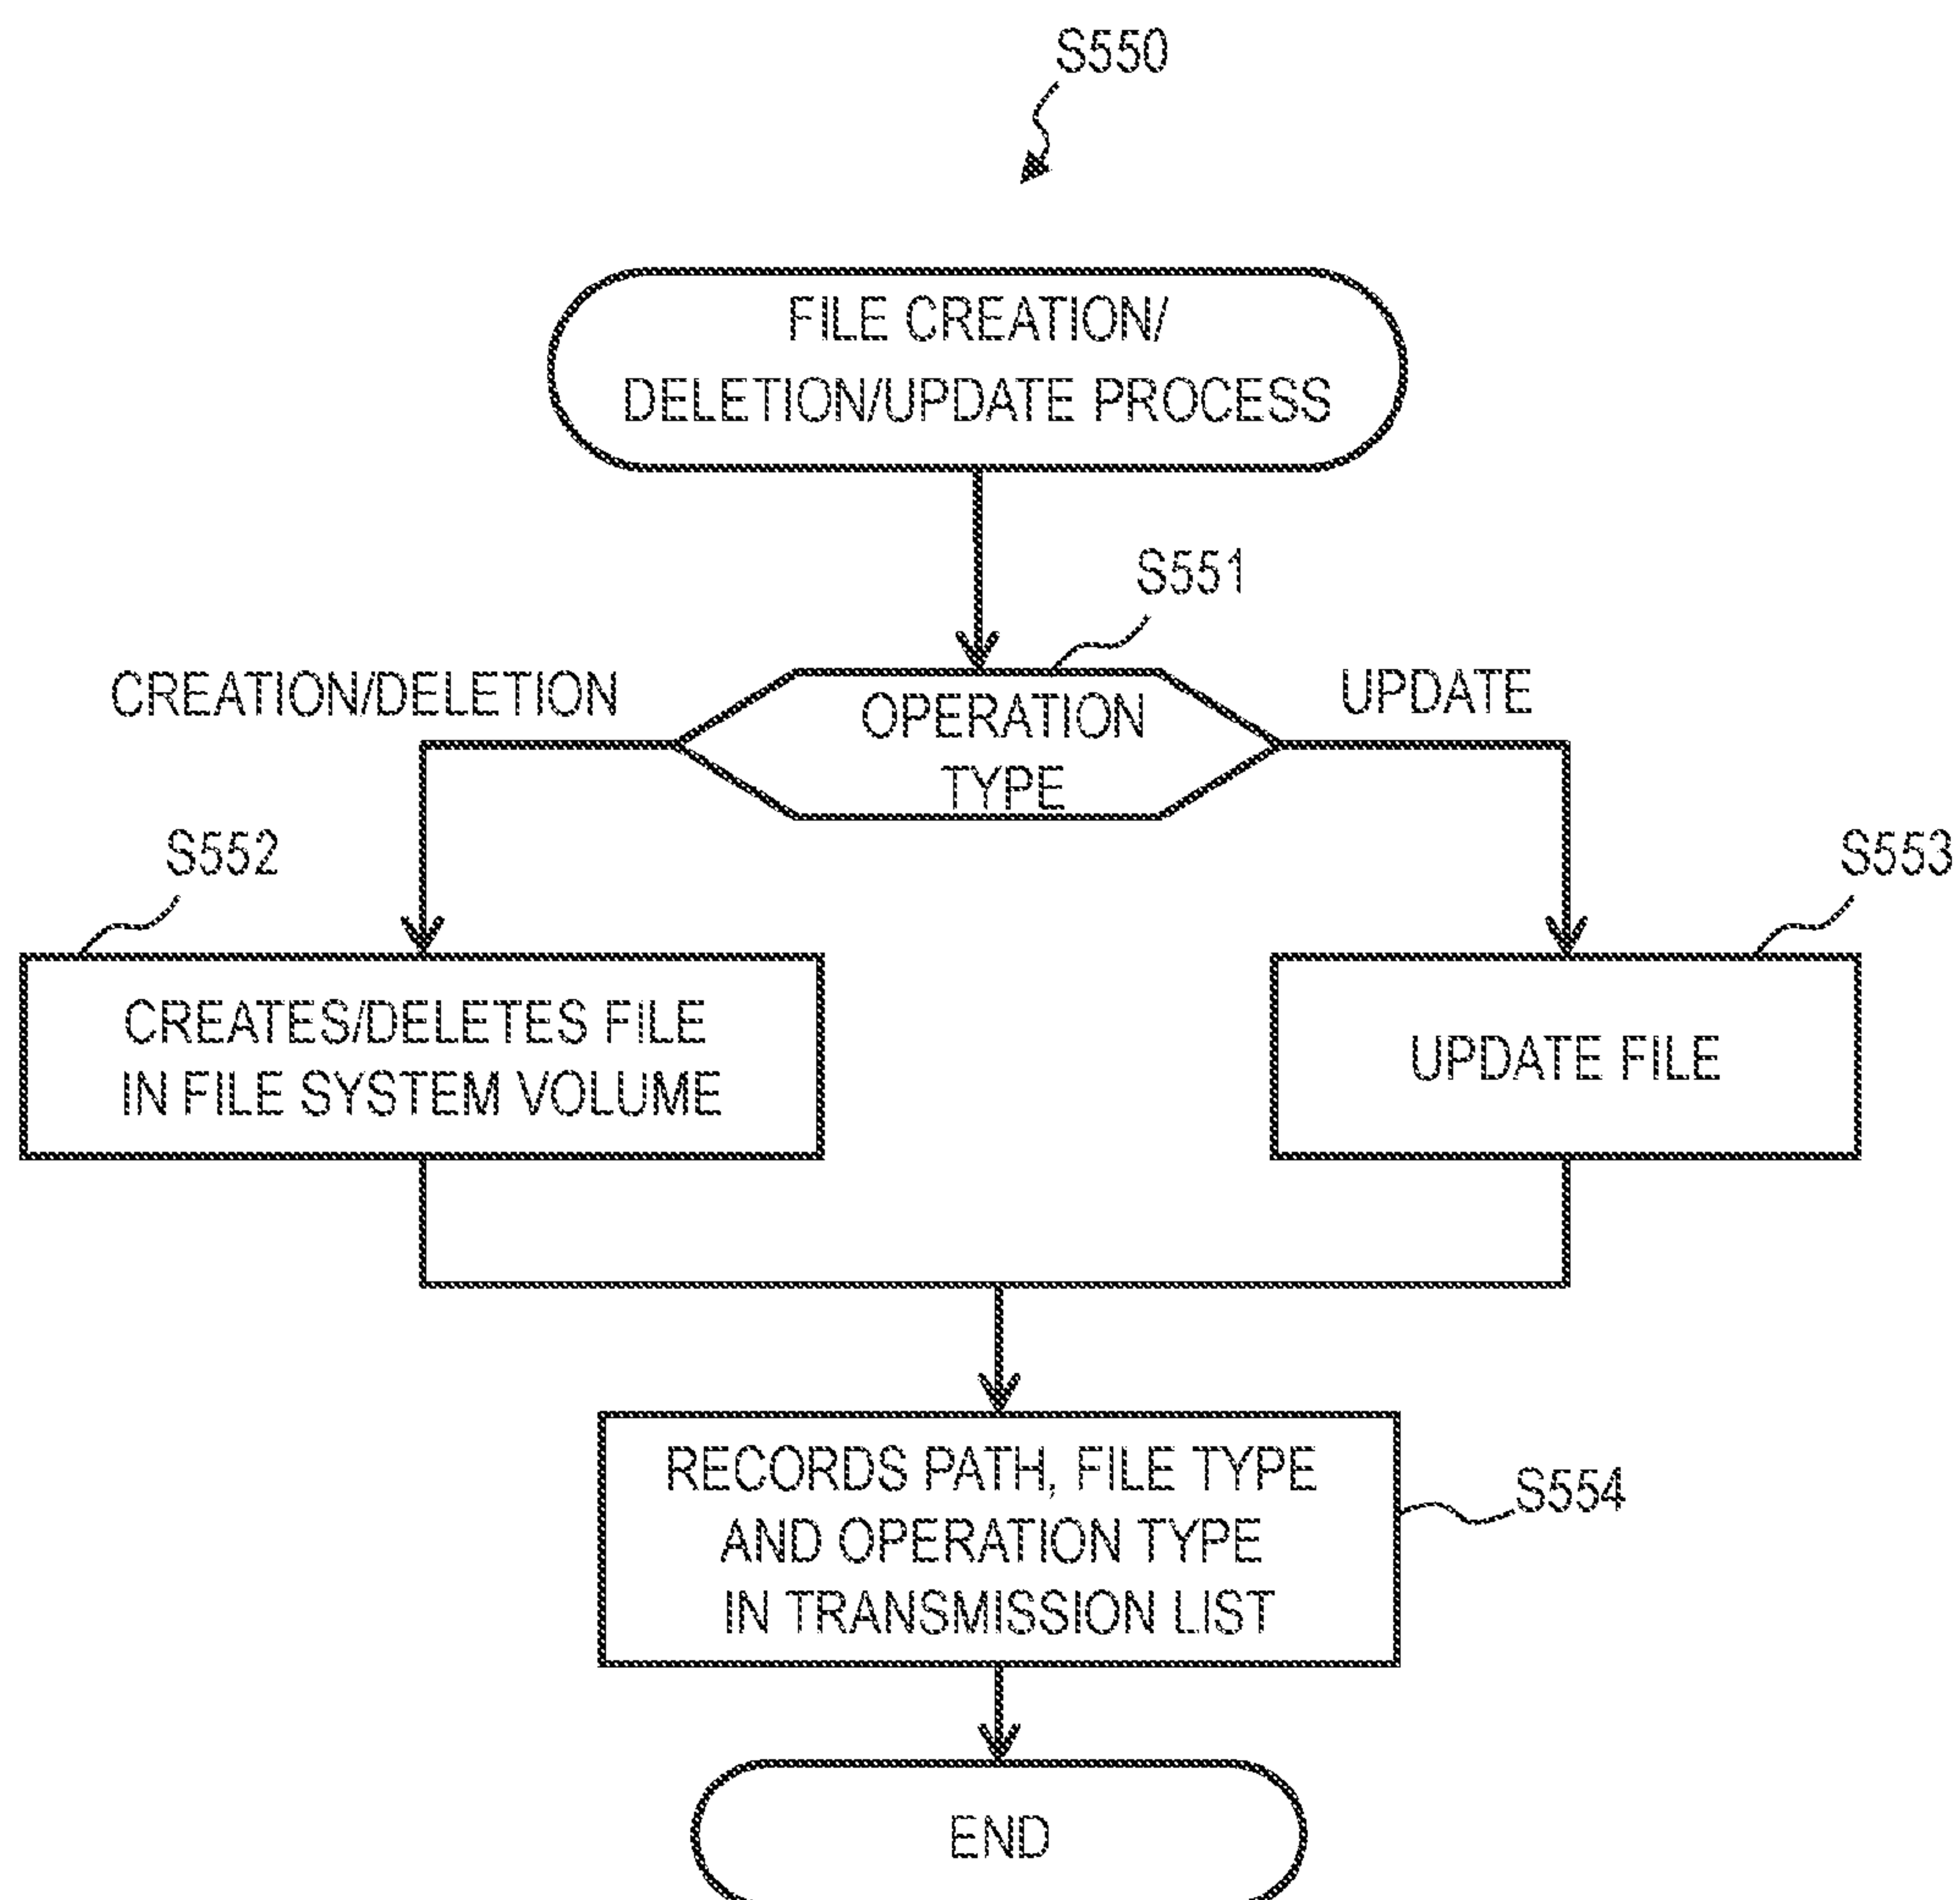 S550
FILE CREATION/
DELETION/UPDATE PROCESS
S551
CREATION/DELETION
OPERATION
TYPE
UPDATE
S552
S553
CREATES/DELETES FILE
IN FILE SYSTEM VOLUME
UPDATE FILE
RECORDS PATH, FILE TYPE
AND OPERATION TYPE
IN TRANSMISSION LIST
S554
END